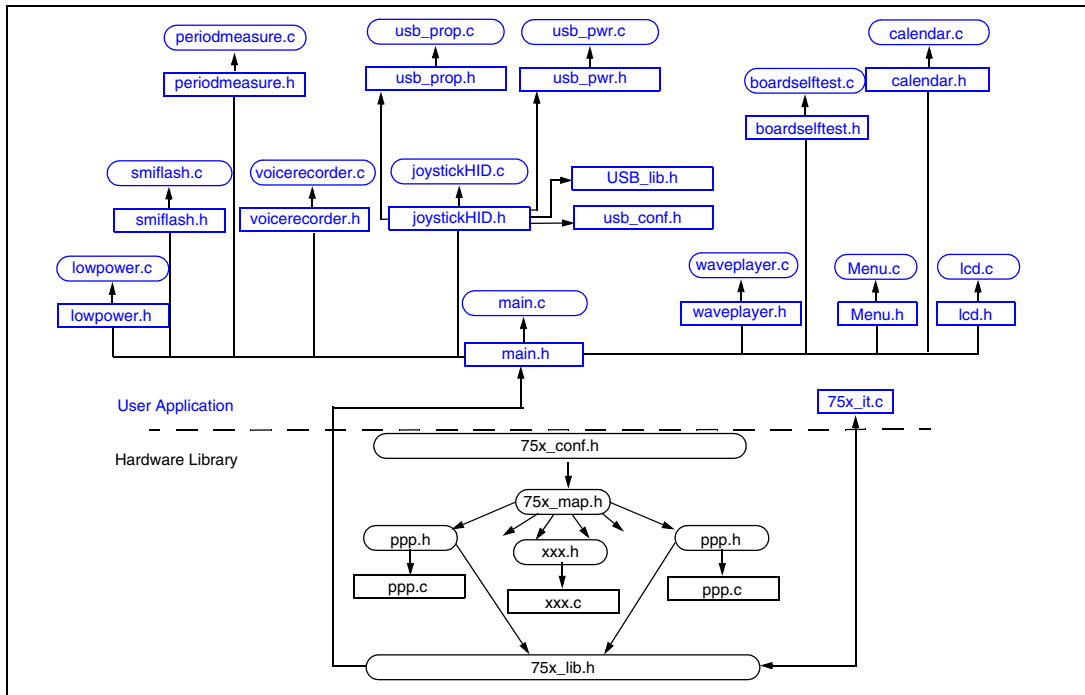 periodmeasure.c
usb_prop.c
usb_pwr.c
calendar.c
periodmeasure.h
usb_prop.h
usb_pwr.h
boardselftest.c
calendar.h
boardselftest.h
smiflash.c
voicerecorder.c
joystickHID.c
USB_lib.h
smiflash.h
voicerecorder.h
joystickHID.h
usb_conf.h
lowpower.c
waveplayer.c
Menu.c
lcd.c
main.c
lowpower.h
waveplayer.h
Menu.h
lcd.h
main.h
User Application
75x_it.c
Hardware Library
75x_conf.h
75x_map.h
ppp.h
xxx.h
ppp.h
ppp.c
xxx.c
ppp.c
75x_lib.h